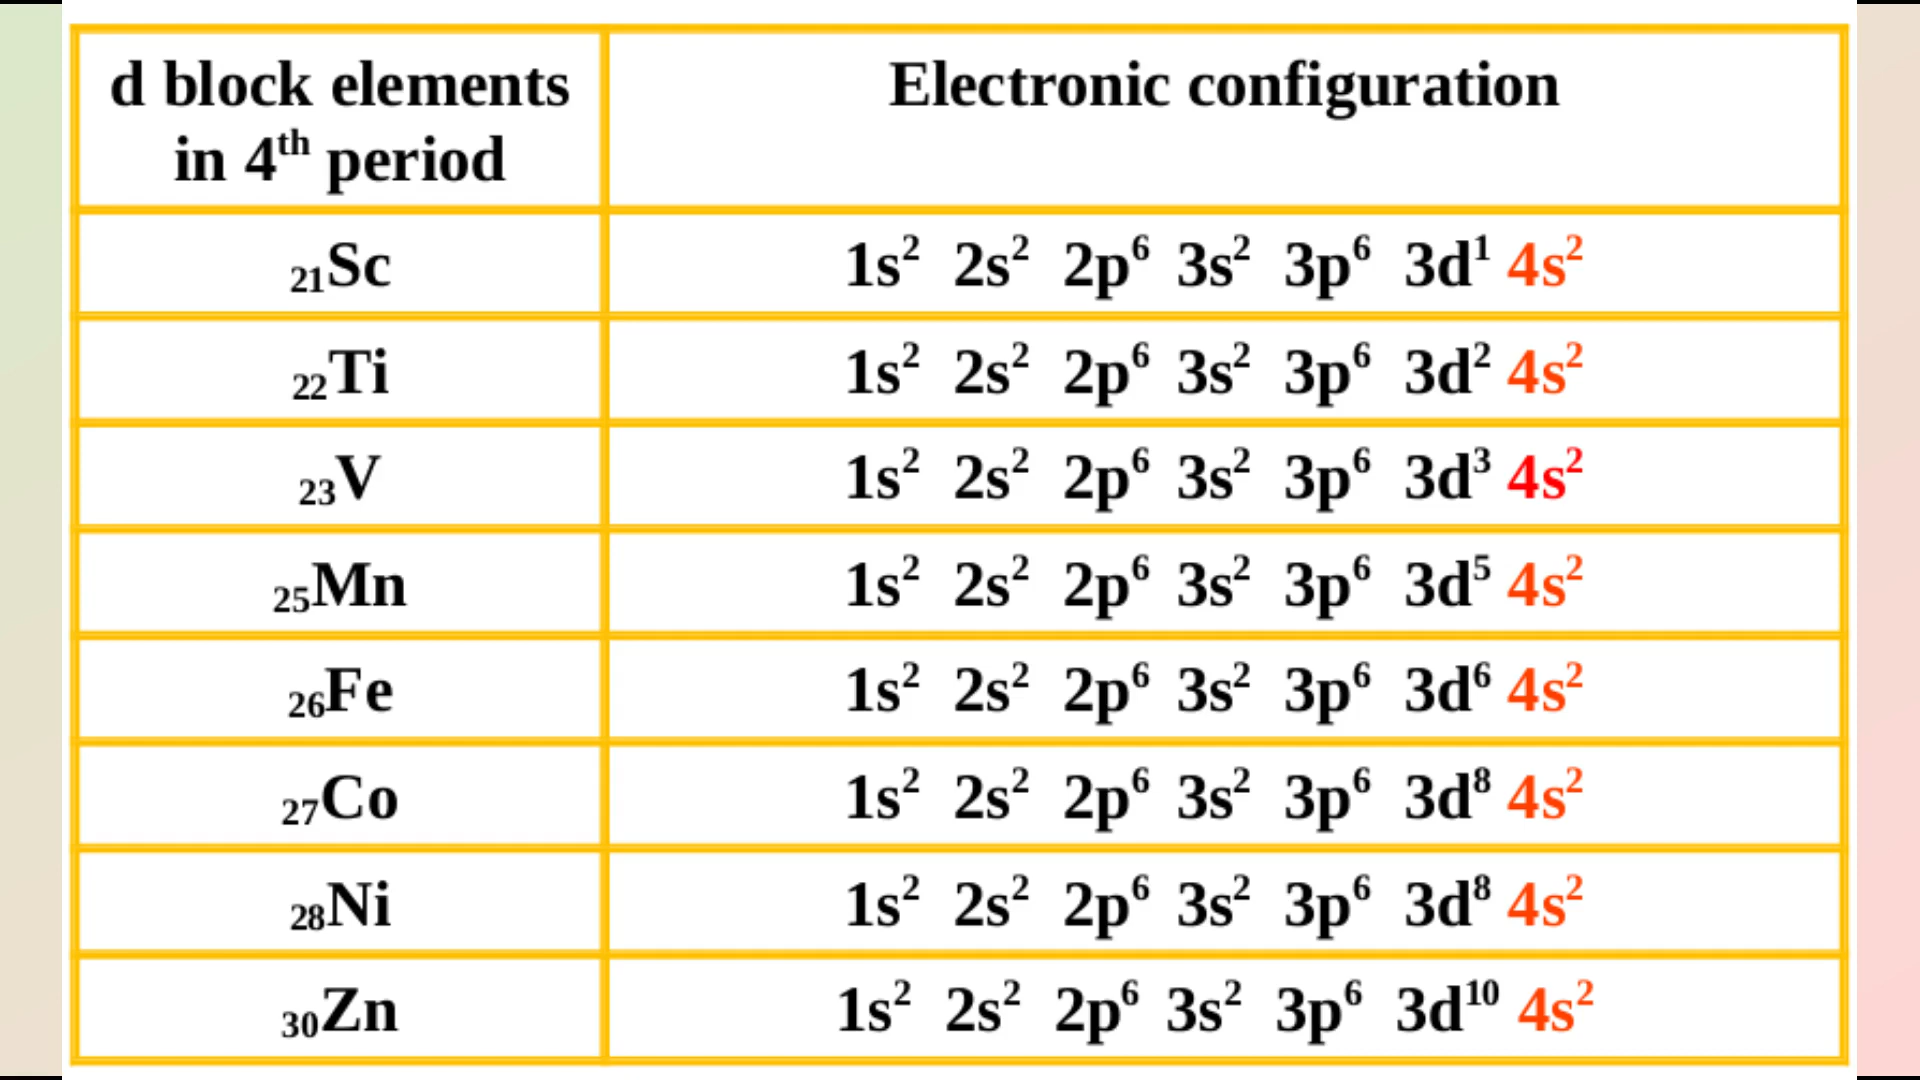 d block elements
in 4th period
Electronic configuration
21Sc 1s2 2s2 2p6 3s2 3p6 3d1 4s2
22Ti 1s2 2s2 2p6 3s2 3p6 3d2 4s2
23V 1s2 2s2 2p6 3s2 3p6 3d3 4s2
25Mn 1s2 2s2 2p6 3s2 3p6 3d5 4s2
26Fe 1s2 2s2 2p6 3s2 3p6 3d6 4s2
27Co 1s2 2s2 2p6 3s2 3p6 3d8 4s2
28Ni 1s2 2s2 2p6 3s2 3p6 3d8 4s2
30Zn 1s2 2s2 2p6 3s2 3p6 3d10 4s2